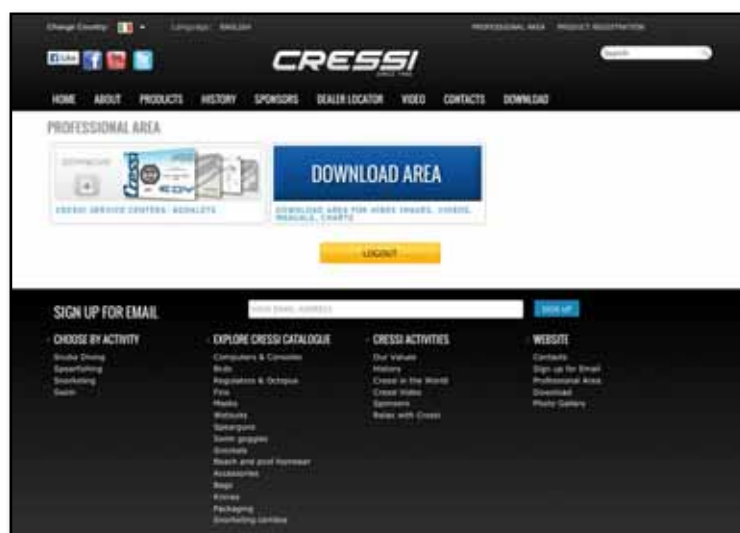 Change Country:
Language: ENGLISH
PROFESSIONAL AREA PRODUCT REGISTRATION
Like
CRESSI
Search
HOME ABOUT PRODUCTS HISTORY SPONSORS DEALER LOCATOR VIDEO CONTACTS DOWNLOAD
PROFESSIONAL AREA
DOWNLOAD
Cressi
EDY
CRESSI SERVICE CENTERS: BOOKLETS
DOWNLOAD AREA
DOWNLOAD AREA FOR HIRES IMAGES, VIDEOS, MANUALS, CHARTS
LOGOUT
SIGN UP FOR EMAIL
YOUR EMAIL ADDRESS
SIGN UP
CHOOSE BY ACTIVITY
Scuba Diving
Spearfishing
Snorkeling
Swim
EXPLORE CRESSI CATALOGUE
Computers & Consoles
Bcds
Regulators & Octopus
Fins
Masks
Wetsuits
Spearguns
Swim goggles
Snorkels
Beach and pool footwear
Accessories
Bags
Knives
Packaging
Snorkeling combos
CRESSI ACTIVITIES
Our Values
History
Cressi in the World
Cressi Video
Sponsors
Relax with Cressi
WEBSITE
Contacts
Sign up for Email
Professional Area
Download
Photo Gallery